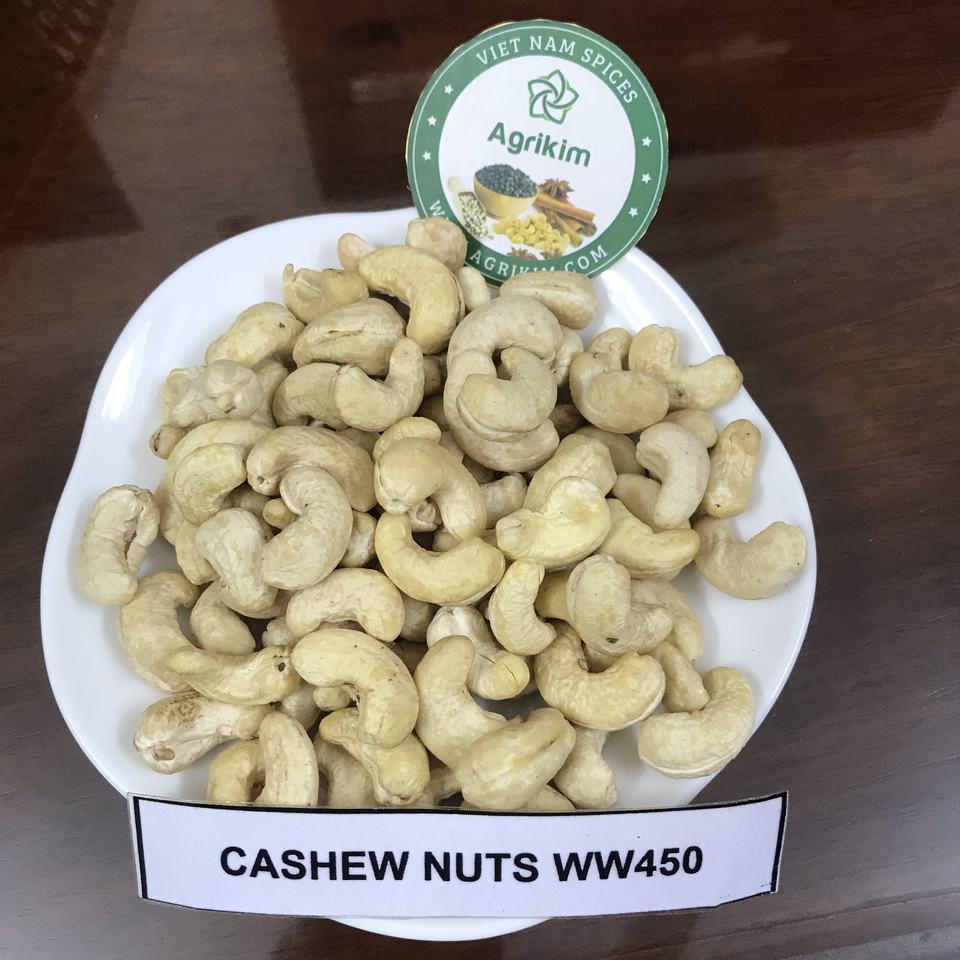 VIET NAM SPICES
Agrikim
AGRIKIM.COM
CASHEW NUTS WW450